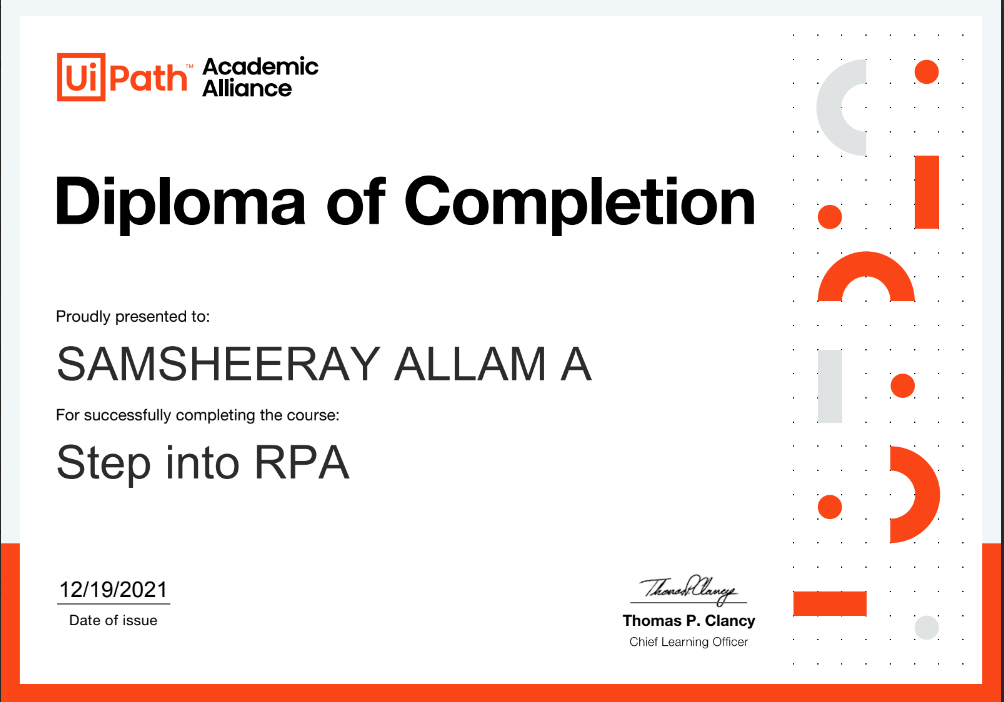 UiPath™ Academic
Alliance
Diploma of Completion
Proudly presented to:
SAMSHEERAY ALLAM A
For successfully completing the course:
Step into RPA
12/19/2021
Date of issue
Thomas P. Clancy
Thomas P. Clancy
Chief Learning Officer